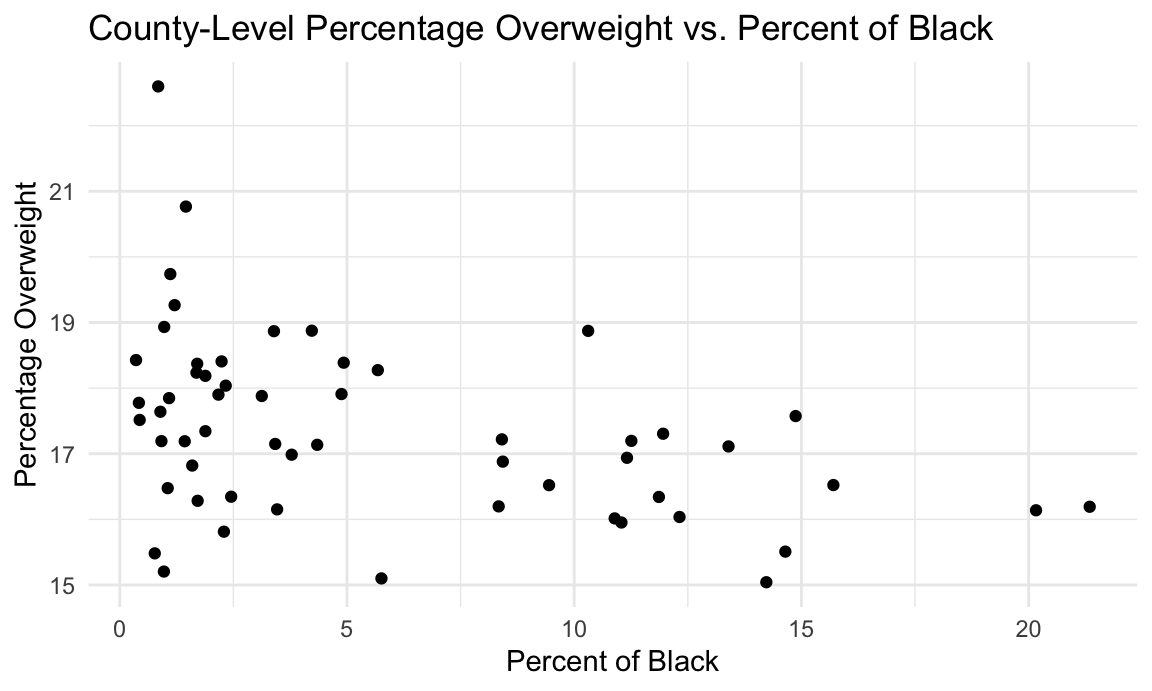 County-Level Percentage Overweight vs. Percent of Black
Percentage Overweight
21
19
17
15
0 5 10 15 20
Percent of Black